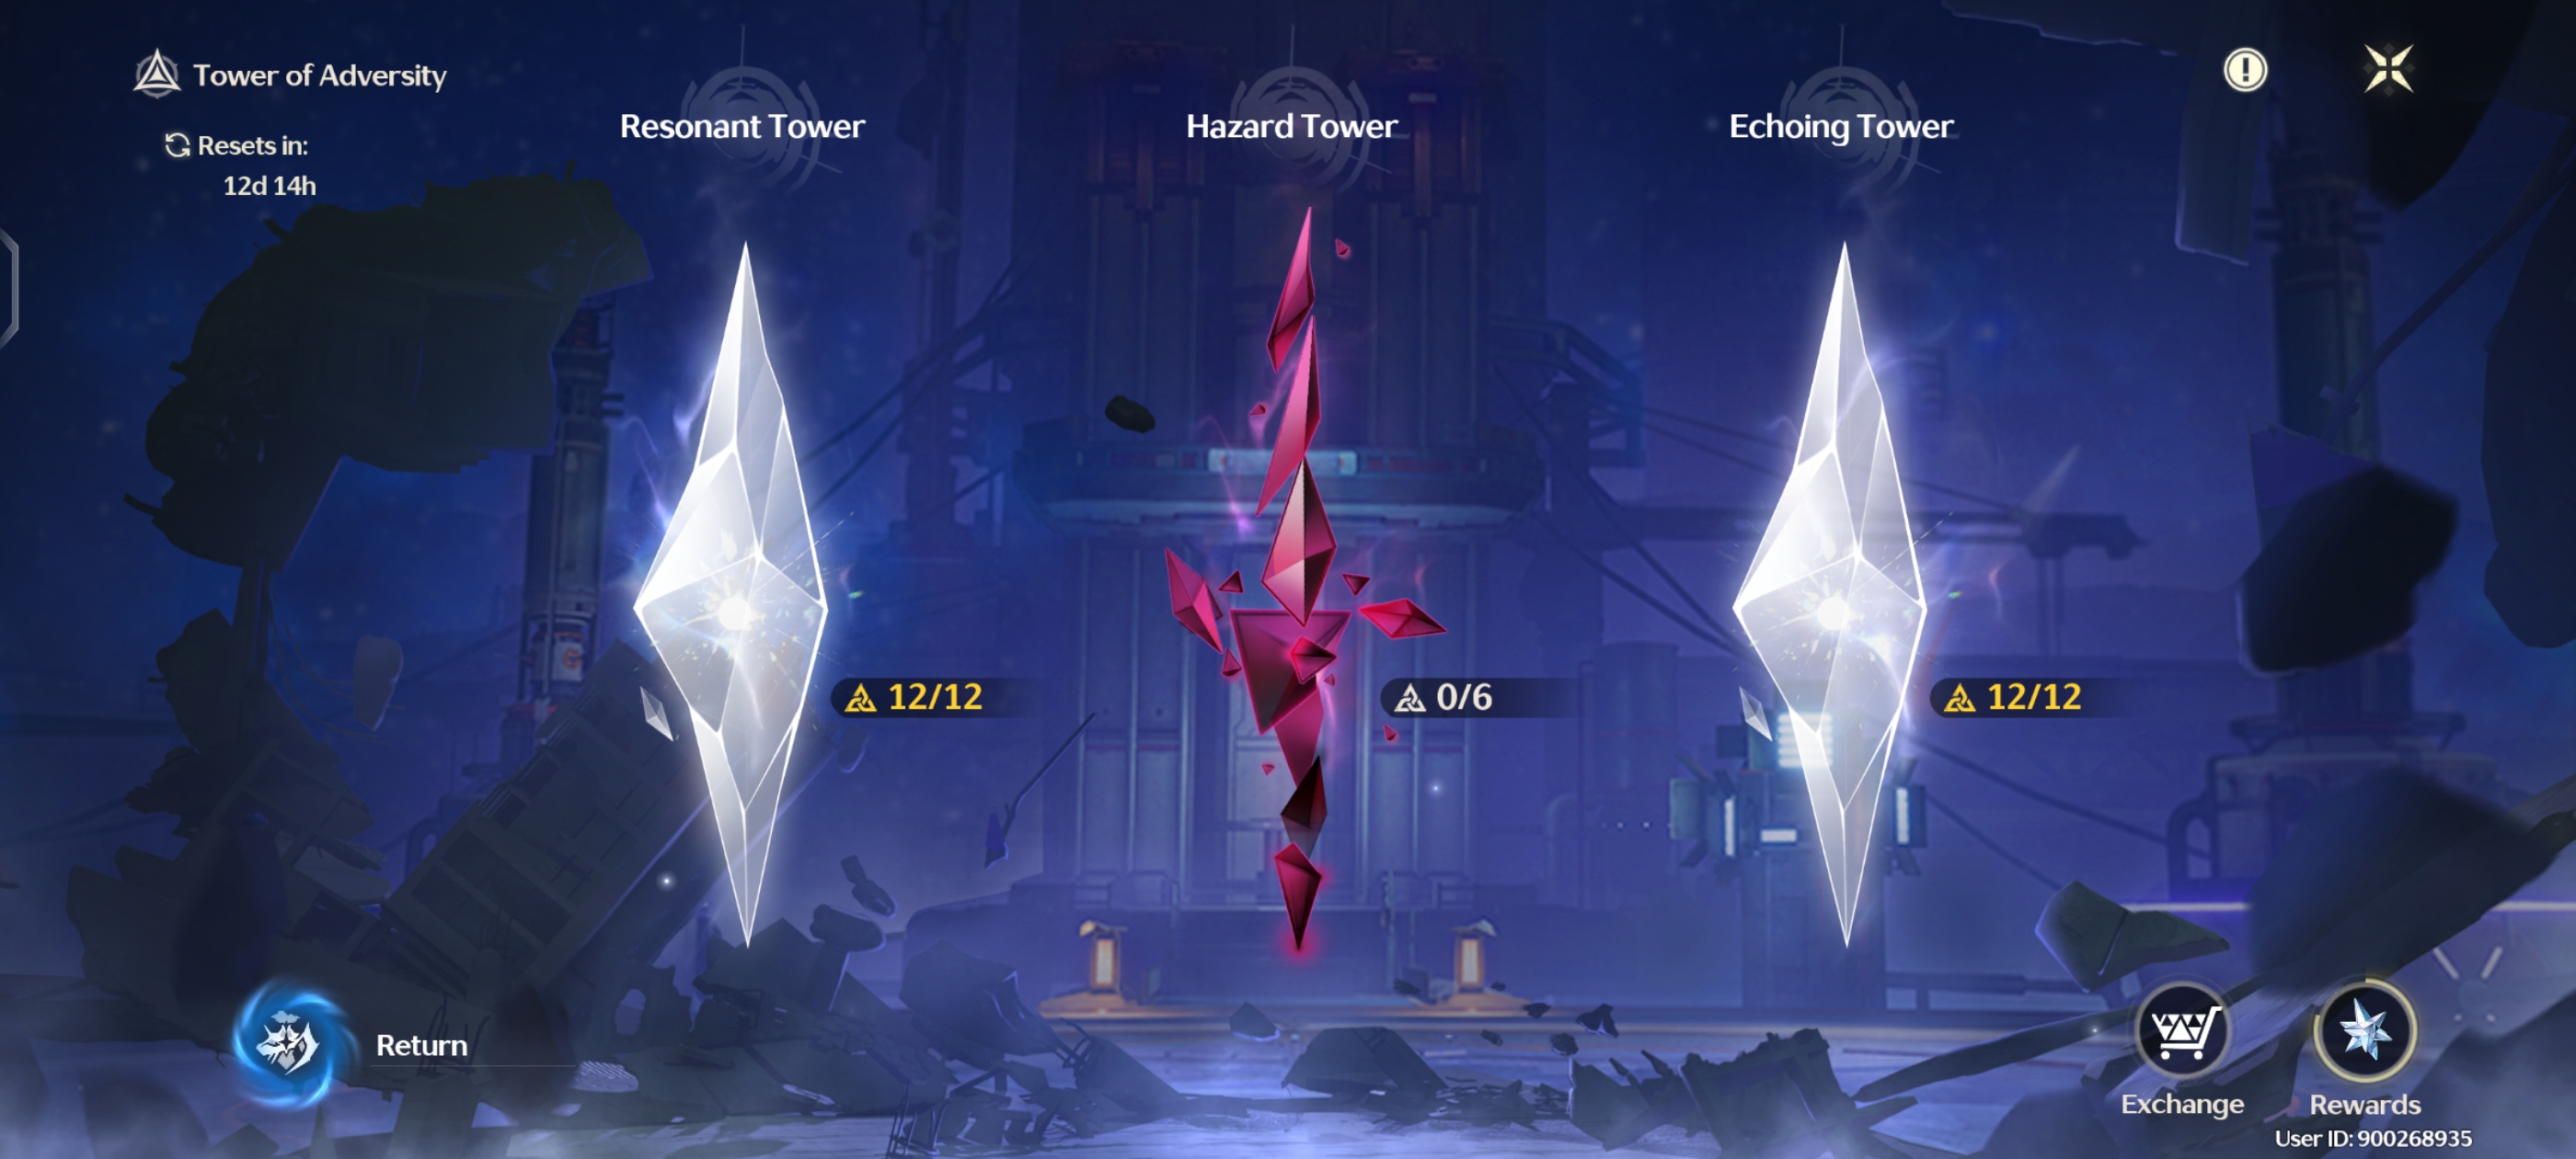 Tower of Adversity
Resets in:
12d 14h
Resonant Tower
Hazard Tower
Echoing Tower
12/12
0/6
12/12
Return
Exchange
Rewards
User ID: 900268935